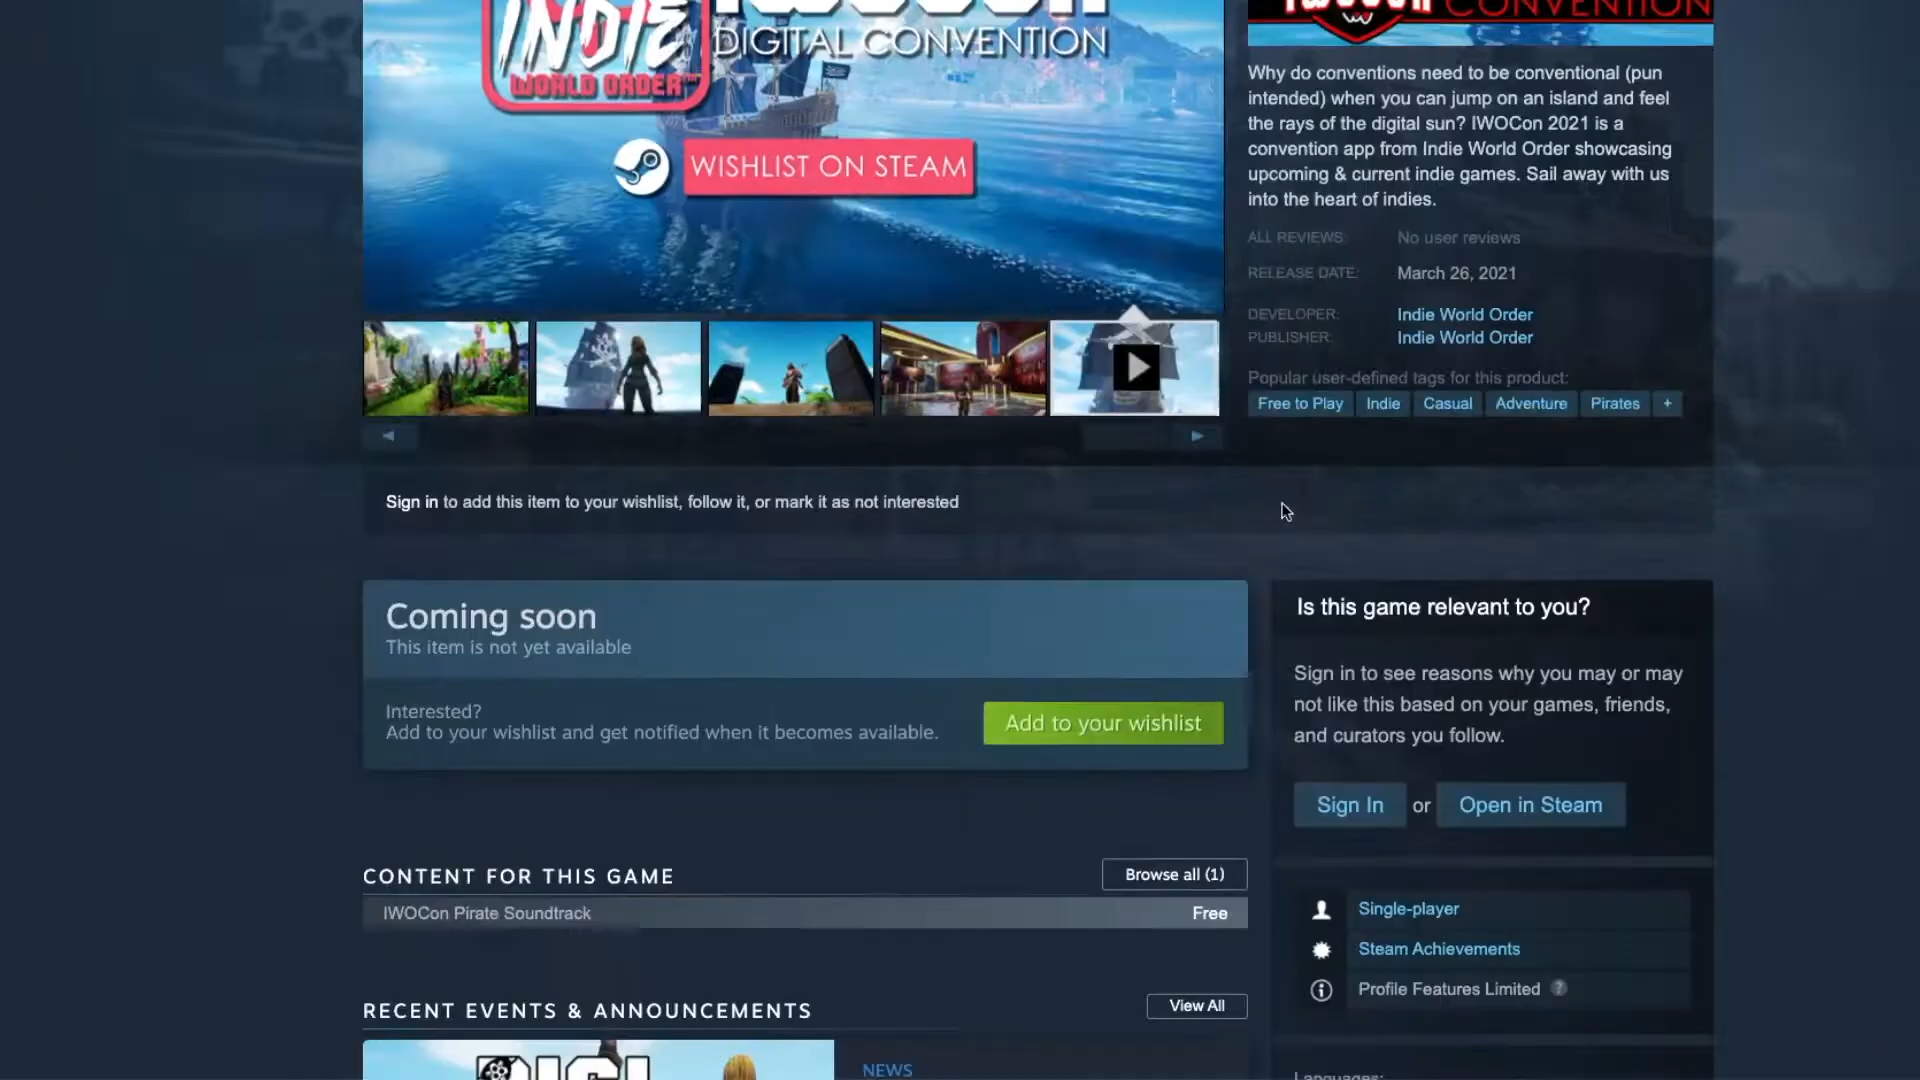 INDIE
WORLD ORDER
DIGITAL CONVENTION
WISHLIST ON STEAM
CONVENTION
Why do conventions need to be conventional (pun
intended) when you can jump on an island and feel
the rays of the digital sun? IWOCon 2021 is a
convention app from Indie World Order showcasing
upcoming & current indie games. Sail away with us
into the heart of indies.
ALL REVIEWS: No user reviews
RELEASE DATE: March 26, 2021
DEVELOPER: Indie World Order
PUBLISHER: Indie World Order
Popular user-defined tags for this product:
Free to Play Indie Casual Adventure Pirates +
Sign in to add this item to your wishlist, follow it, or mark it as not interested
Coming soon
This item is not yet available
Interested?
Add to your wishlist and get notified when it becomes available.
Add to your wishlist
Is this game relevant to you?
Sign in to see reasons why you may or may
not like this based on your games, friends,
and curators you follow.
Sign In or Open in Steam
CONTENT FOR THIS GAME
Browse all (1)
IWOCon Pirate Soundtrack Free
Single-player
Steam Achievements
Profile Features Limited ?
RECENT EVENTS & ANNOUNCEMENTS
View All
NEWS
Languages: